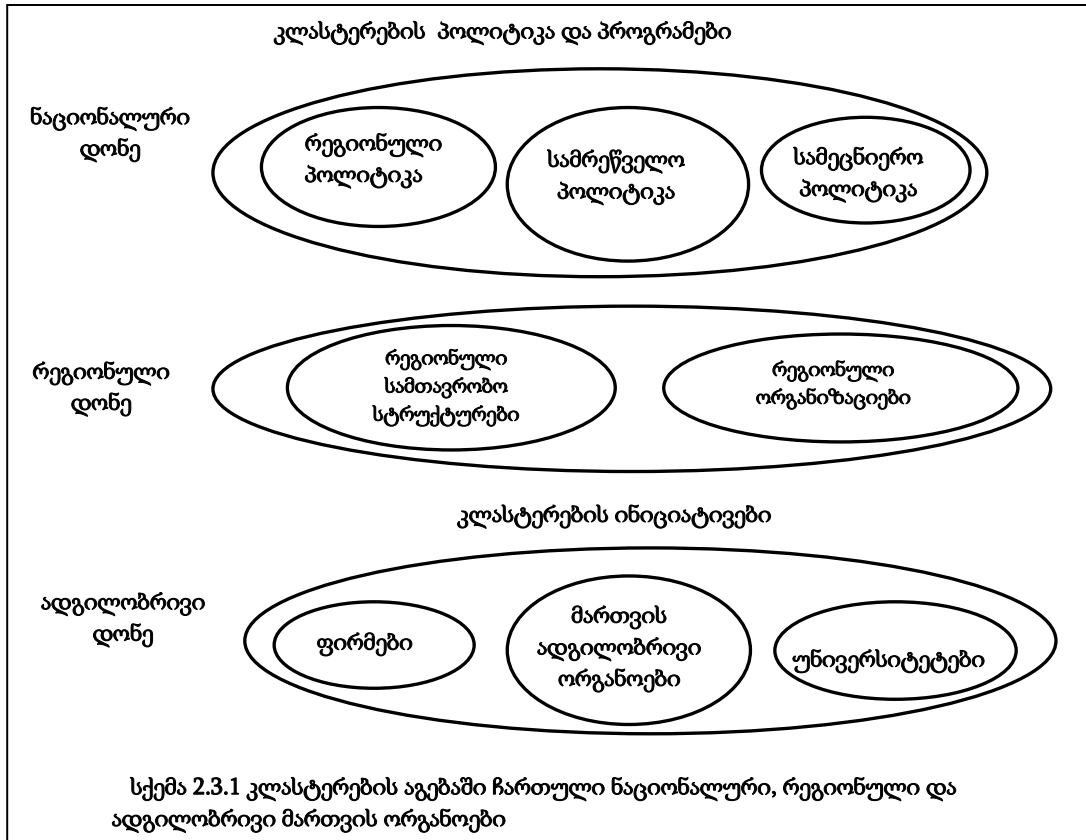 კლასტერების პოლიტიკა და პროგრამები
ნაციონალური
დონე
რეგიონული
პოლიტიკა
სამრეწველო
პოლიტიკა
სამეცნიერო
პოლიტიკა
რეგიონული
დონე
რეგიონული
სამთავრობო
სტრუქტურები
რეგიონული
ორგანიზაციები
კლასტერების ინიციატივები
ადგილობრივი
დონე
ფირმები
მართვის
ადგილობრივი
ორგანოები
უნივერსიტეტები
სქემა 2.3.1 კლასტერების აგებაში ჩართული ნაციონალური, რეგიონული და
ადგილობრივი მართვის ორგანოები